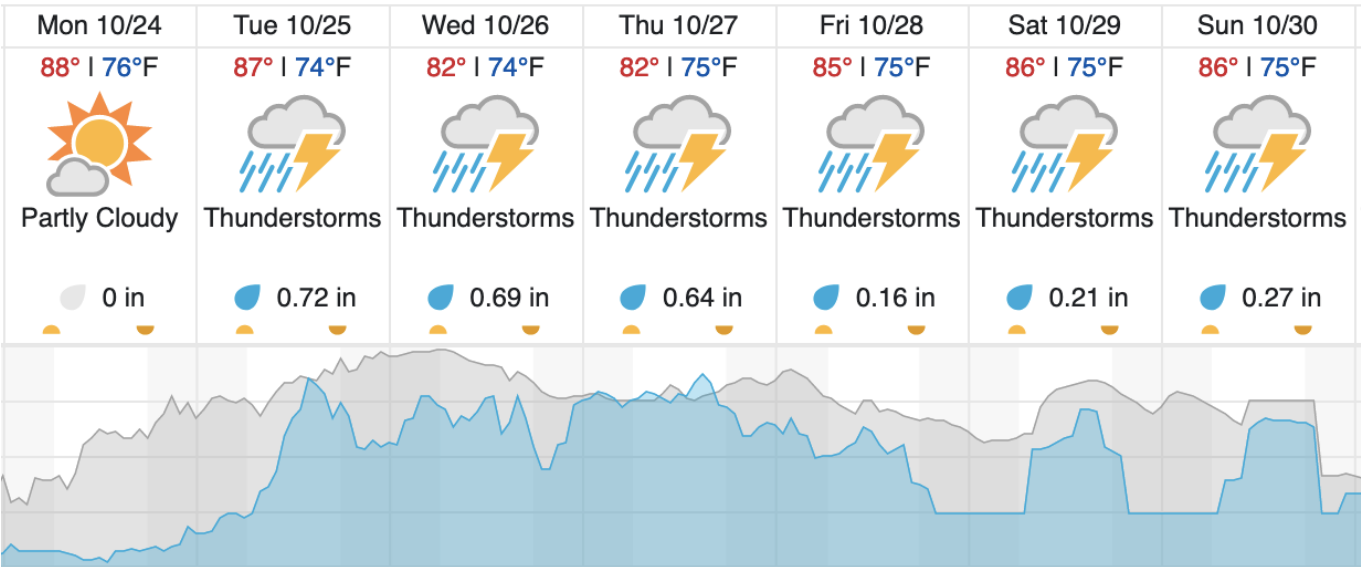 Mon 10/24 Tue 10/25 Wed 10/26 Thu 10/27 Fri 10/28 Sat 10/29 Sun 10/30
88° | 76°F 87° | 74°F 82° | 74°F 82° | 75°F 85° | 75°F 86° | 75°F 86° | 75°F
Partly Cloudy Thunderstorms Thunderstorms Thunderstorms Thunderstorms Thunderstorms Thunderstorms
0 in 0.72 in 0.69 in 0.64 in 0.16 in 0.21 in 0.27 in